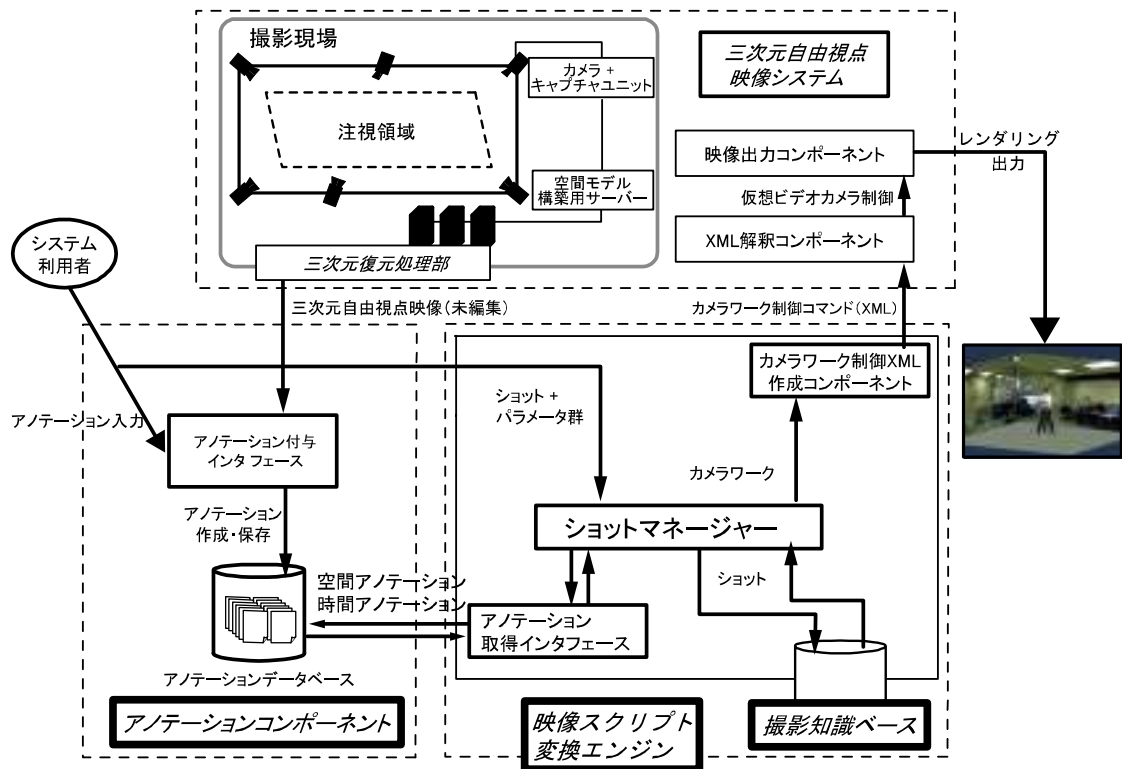 撮影現場
カメラ +
キャプチャユニット
注視領域
空間モデル
構築用サーバー
三次元復元処理部
三次元自由視点
映像システム
映像出力コンポーネント
レンダリング
出力
仮想ビデオカメラ制御
XML解釈コンポーネント
システム
利用者
三次元自由視点映像(未編集)
カメラワーク制御コマンド(XML)
カメラワーク制御XML
作成コンポーネント
アノテーション入力
ショット +
パラメータ群
アノテーション付与
インタフェース
カメラワーク
アノテーション
作成・保存
ショットマネージャー
ショット
空間アノテーション
時間アノテーション
アノテーション
取得インタフェース
アノテーションデータベース
アノテーションコンポーネント
映像スクリプト
変換エンジン
撮影知識ベース